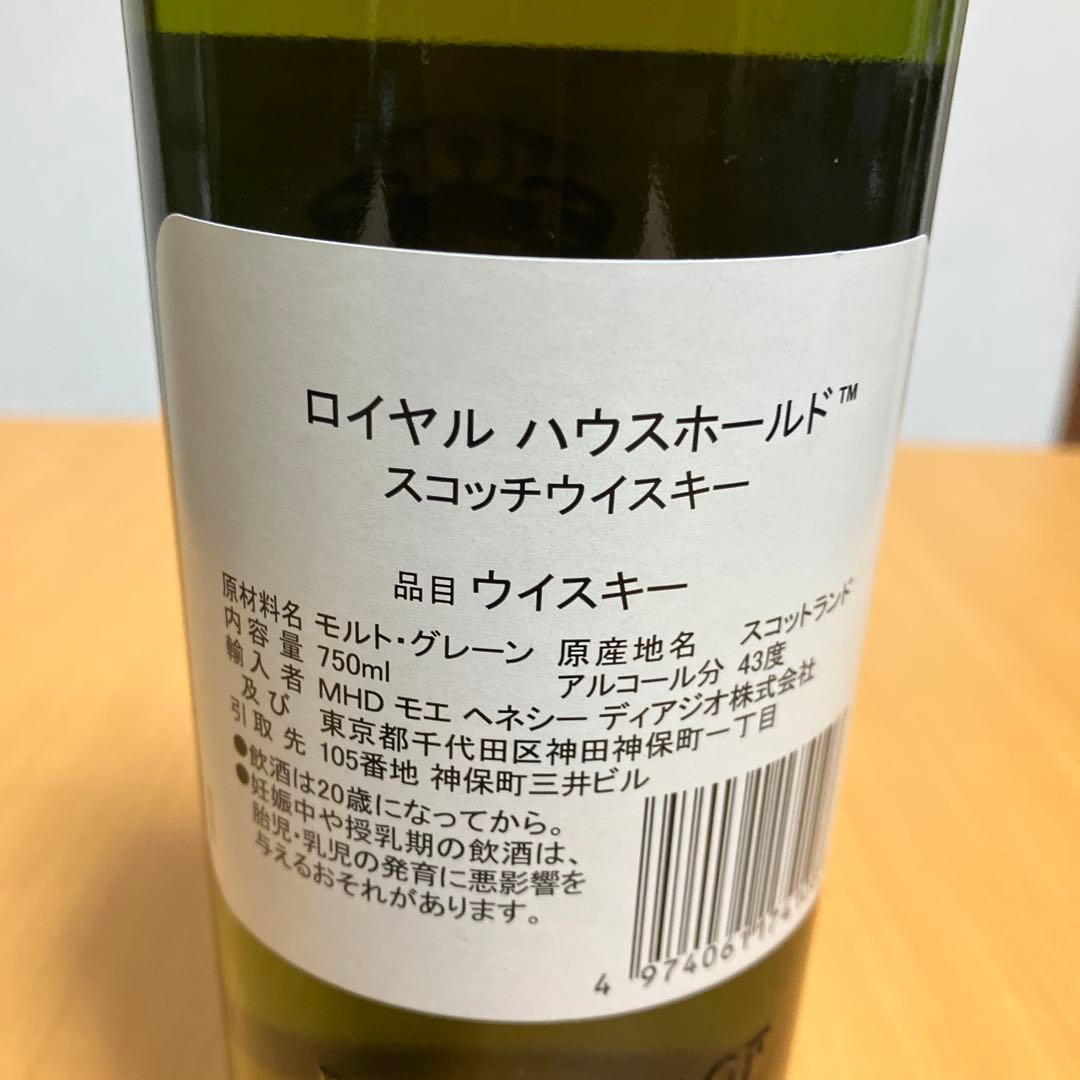 ロイヤル ハウスホールド™
スコッチウイスキー
品目 ウイスキー
原材料名 モルト・グレーン 原産地名 スコットランド
内容量 750ml アルコール分 43度
輸入者 MHD モエ ヘネシー ディアジオ株式会社
及び 東京都千代田区神田神保町一丁目
引取先 105番地 神保町三井ビル
●飲酒は20歳になってから。
●妊娠中や授乳期の飲酒は、
胎児・乳児の発育に悪影響を
与えるおそれがあります。
4 974061174